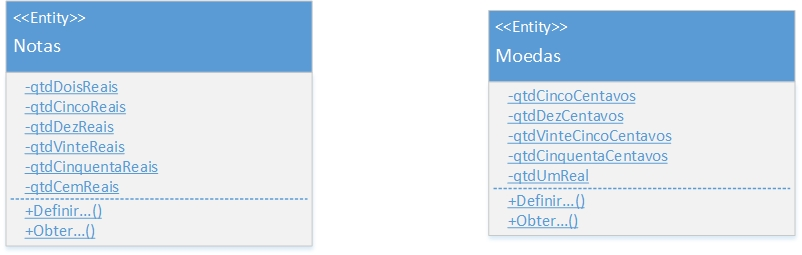 <<Entity>>
Notas
-qtdDoisReais
-qtdCincoReais
-qtdDezReais
-qtdVinteReais
-qtdCinquentaReais
-qtdCemReais
+Definir...()
+Obter...()
<<Entity>>
Moedas
-qtdCincoCentavos
-qtdDezCentavos
-qtdVinteCincoCentavos
-qtdCinquentaCentavos
-qtdUmReal
+Definir...()
+Obter...()